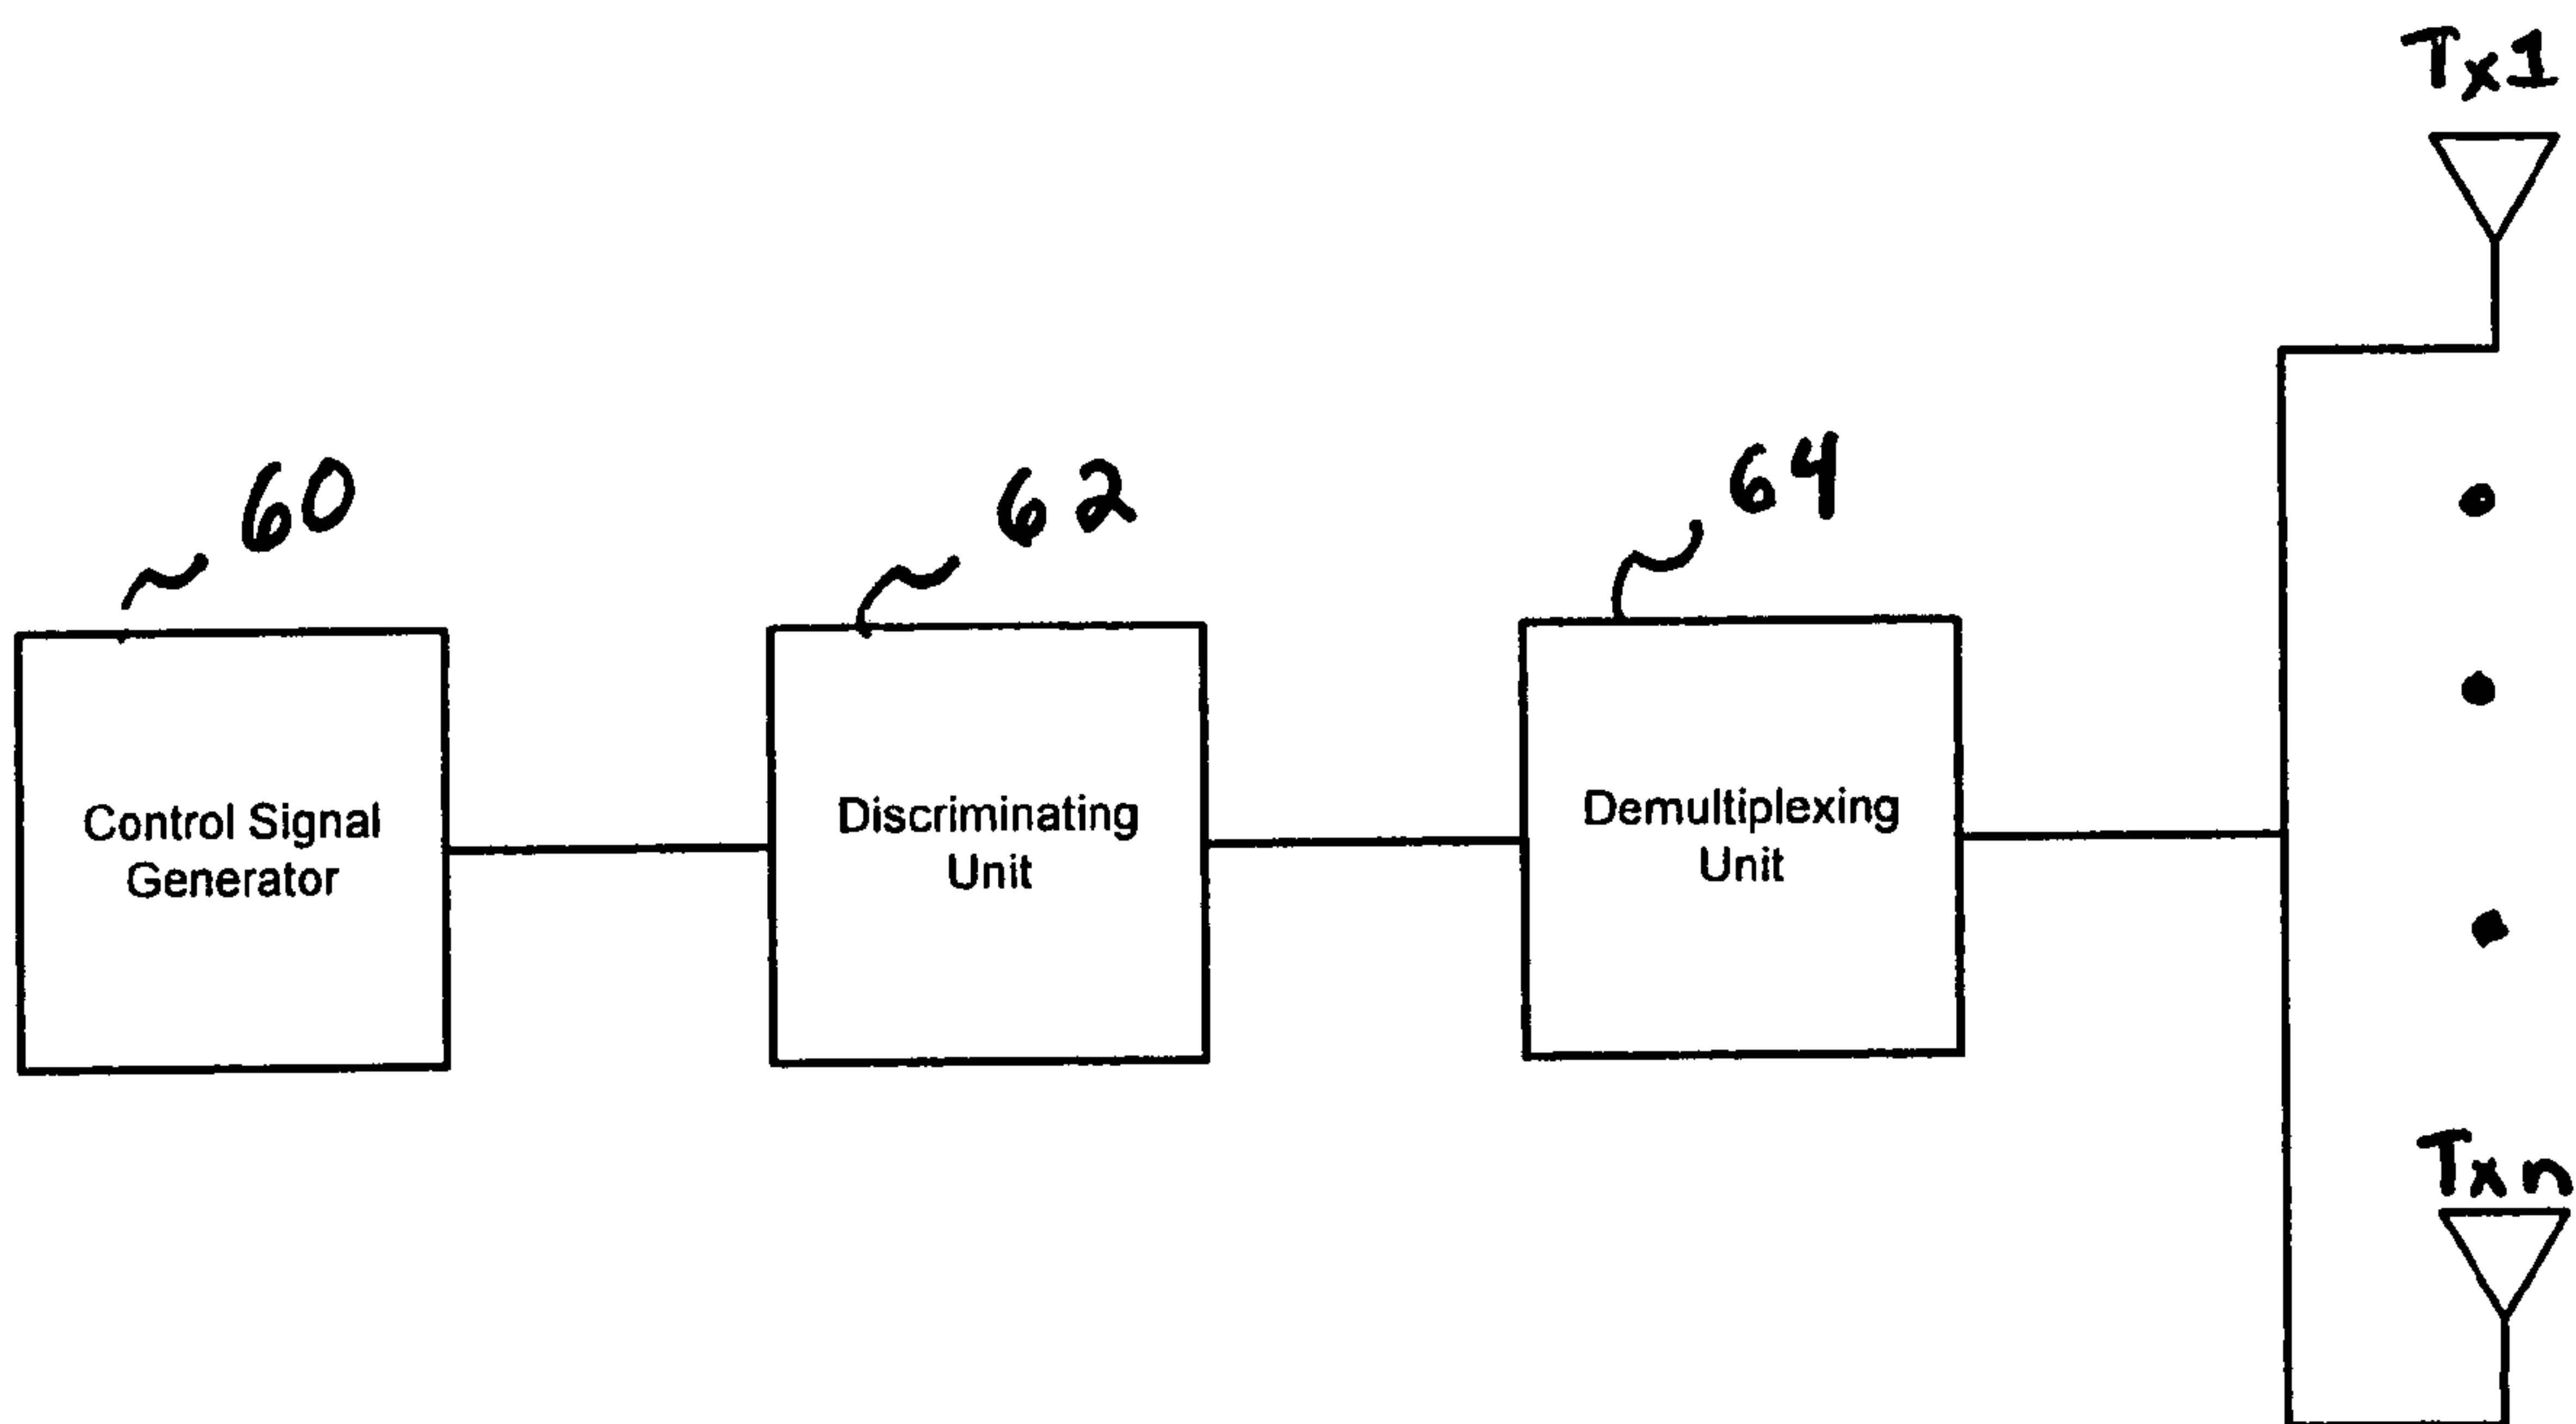 Tx1
60
62
64
Control Signal
Generator
Discriminating
Unit
Demultiplexing
Unit
Txn